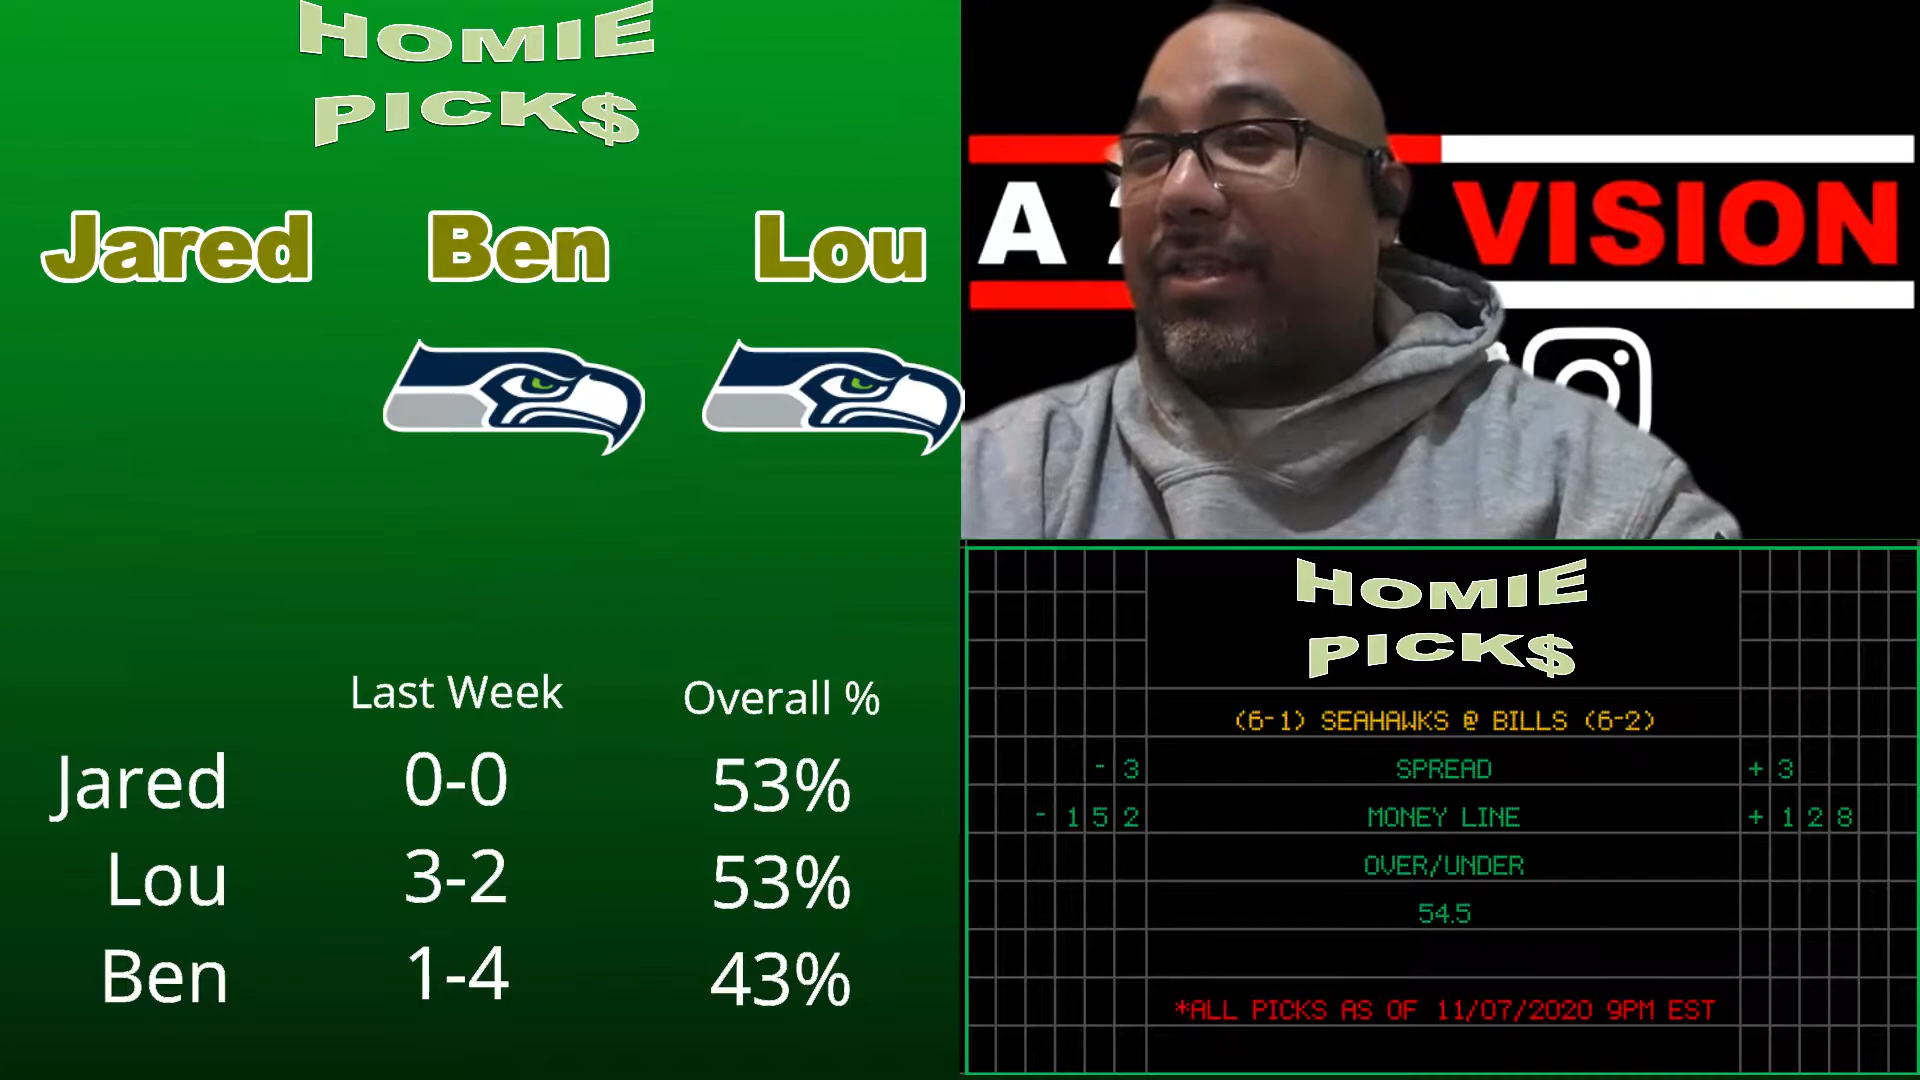 HOMIE
PICK$
Jared Ben Lou
Last Week Overall %
Jared 0-0 53%
Lou 3-2 53%
Ben 1-4 43%
A 2 VISION
HOMIE
PICK$
(6-1) SEAHAWKS @ BILLS (6-2)
-3 SPREAD +3
-152 MONEY LINE +128
OVER/UNDER
54.5
*ALL PICKS AS OF 11/07/2020 9PM EST